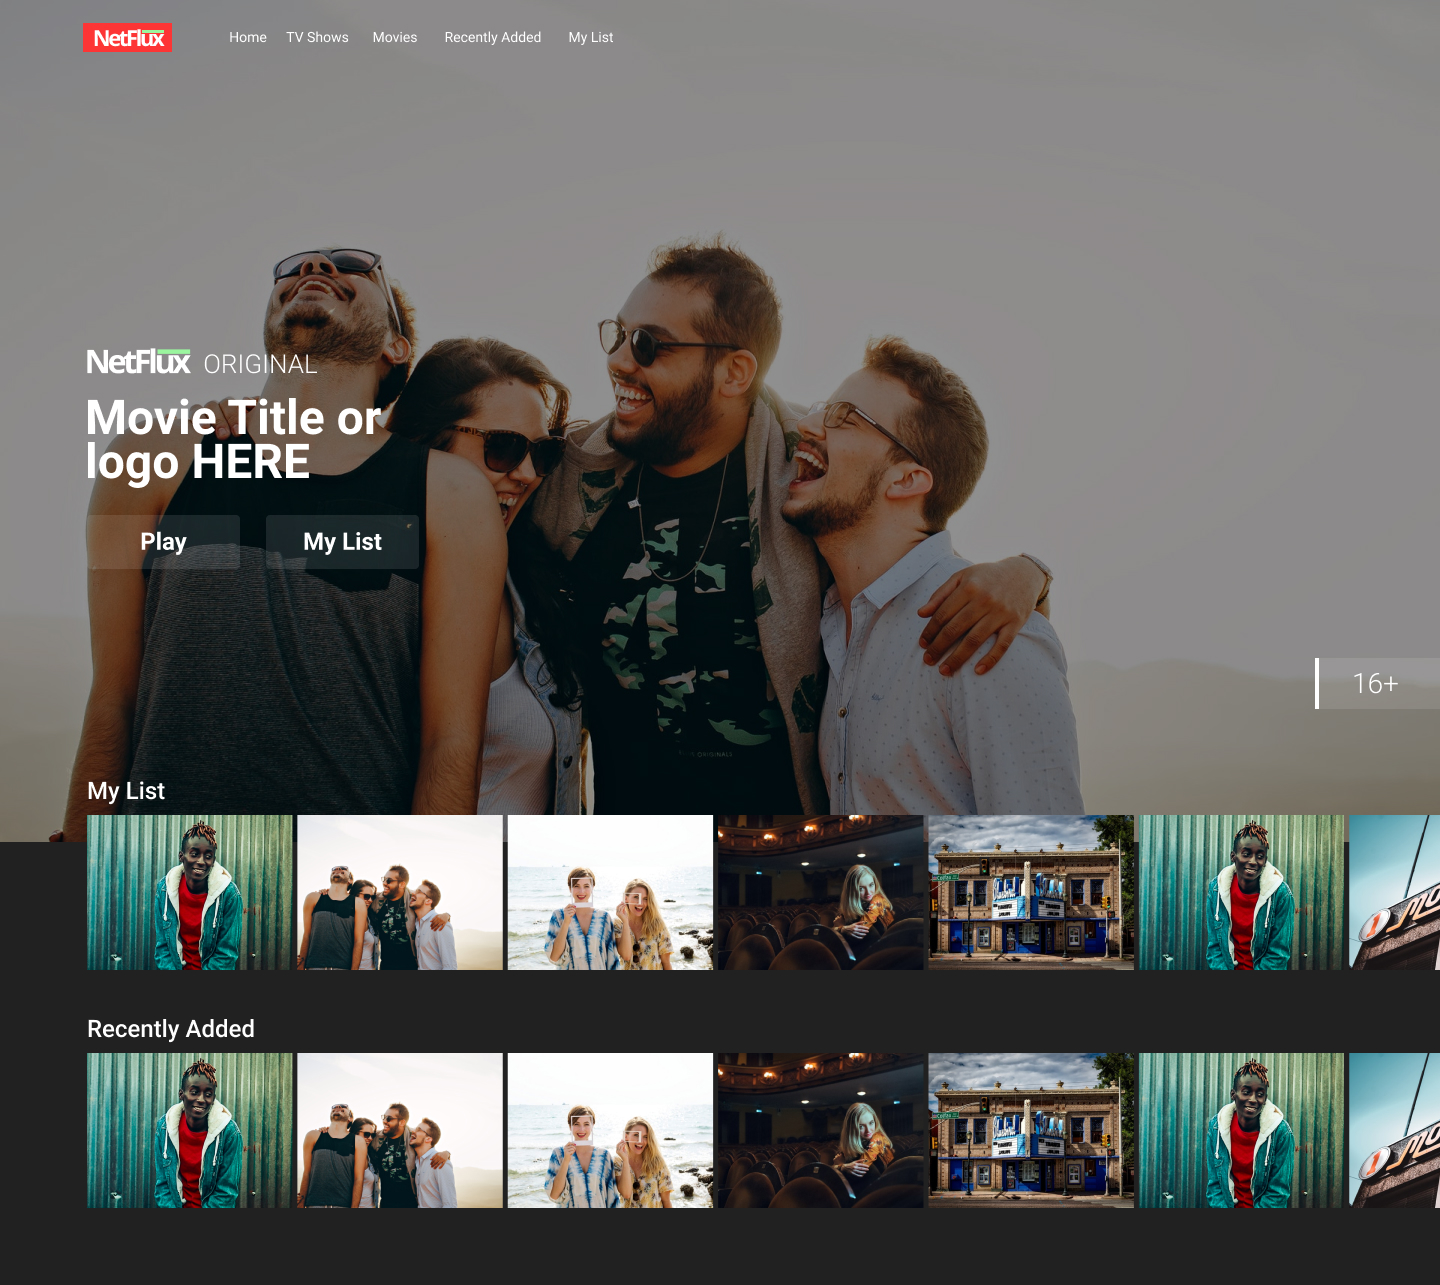 NetFlux
Home TV Shows Movies Recently Added My List
NetFlux ORIGINAL
Movie Title or
logo HERE
Play My List
16+
My List
Recently Added